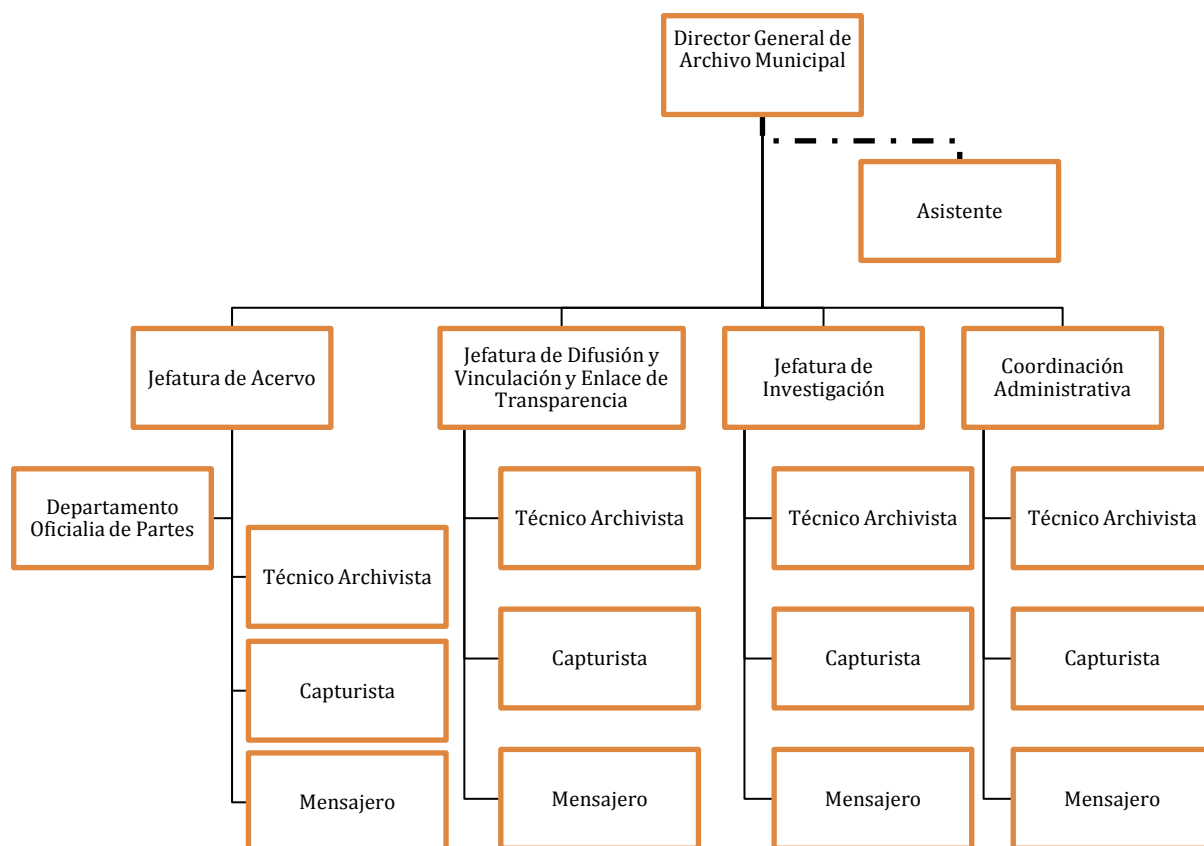 Director General de
Archivo Municipal
Asistente
Jefatura de Acervo
Jefatura de Difusión y
Vinculación y Enlace de
Transparencia
Jefatura de
Investigación
Coordinación
Administrativa
Departamento
Oficialia de Partes
Técnico Archivista
Capturista
Mensajero
Técnico Archivista
Capturista
Mensajero
Técnico Archivista
Capturista
Mensajero
Técnico Archivista
Capturista
Mensajero